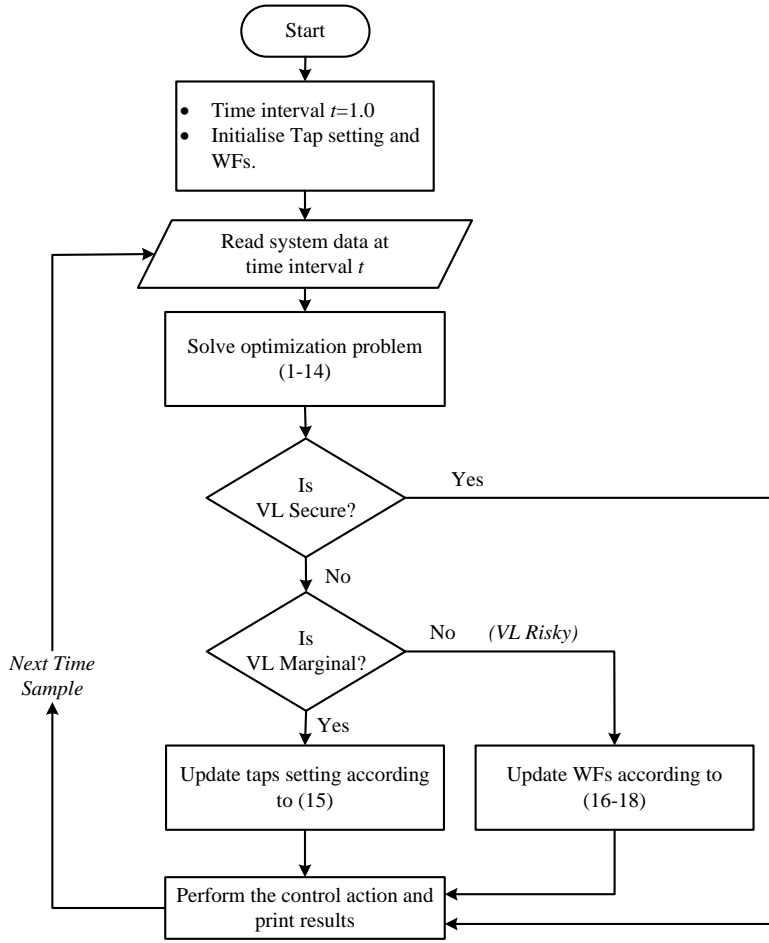 Start
• Time interval t=1.0
• Initialise Tap setting and
WFs.
Read system data at
time interval t
Solve optimization problem
(1-14)
Is
VL Secure?
Yes
No
Is
VL Marginal?
No (VL Risky)
Next Time
Sample
Yes
Update taps setting according
to (15)
Update WFs according to
(16-18)
Perform the control action and
print results